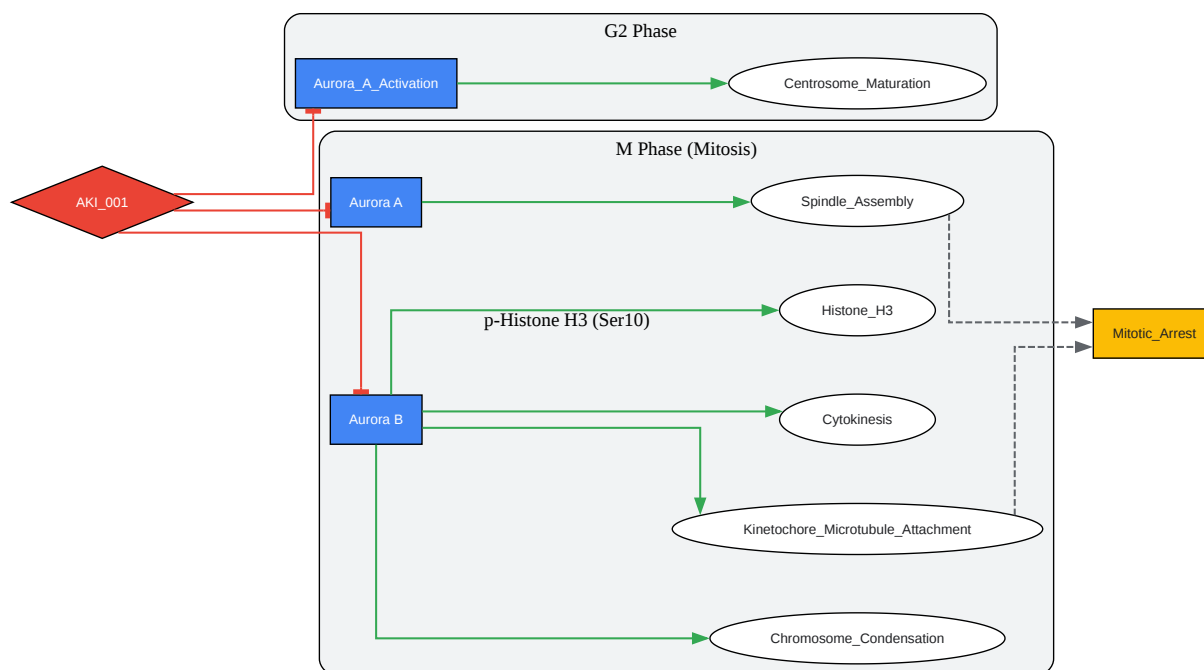 G2 Phase
Aurora_A_Activation
Centrosome_Maturation
M Phase (Mitosis)
AKI_001
Aurora A
Spindle_Assembly
Histone_H3
p-Histone H3 (Ser10)
Mitotic_Arrest
Aurora B
Cytokinesis
Kinetochore_Microtubule_Attachment
Chromosome_Condensation